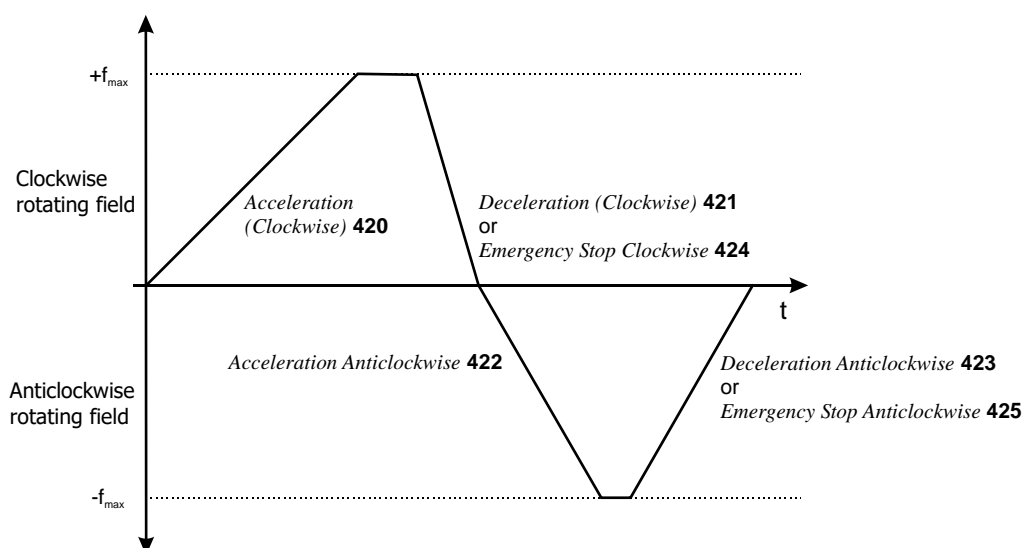 +fmax
Clockwise
rotating field
Acceleration
(Clockwise) 420
Deceleration (Clockwise) 421
or
Emergency Stop Clockwise 424
t
Acceleration Anticlockwise 422
Deceleration Anticlockwise 423
or
Emergency Stop Anticlockwise 425
Anticlockwise
rotating field
-fmax